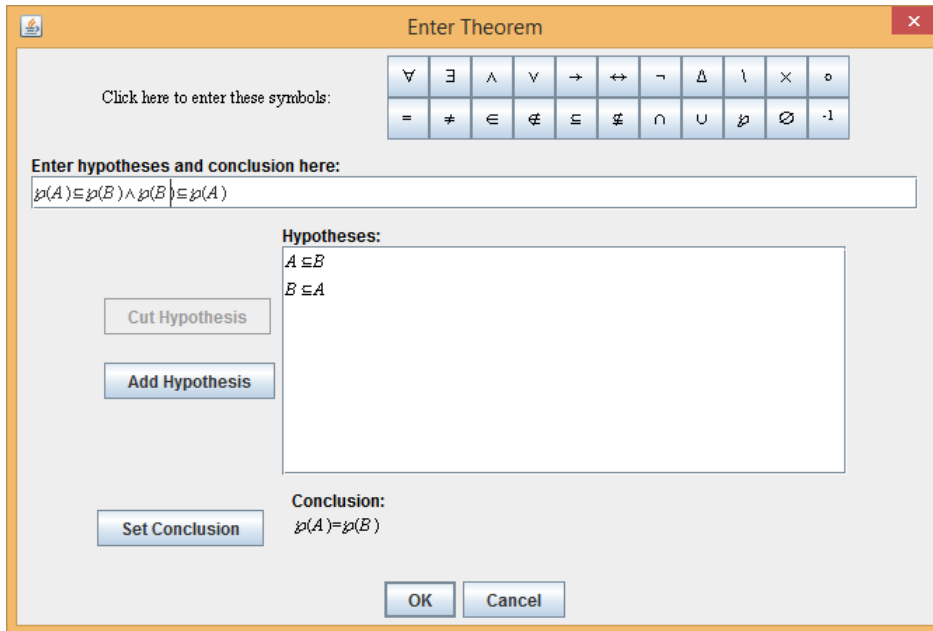 Enter Theorem
×
Click here to enter these symbols:
∀ ∃ ∧ ∨ → ↔ ¬ Δ \ × ∘
= ≠ ∈ ∉ ⊆ ⊈ ∩ ∪ ℘ ∅ -1
Enter hypotheses and conclusion here:
℘(A)⊆℘(B)∧℘(B)⊆℘(A)
Hypotheses:
A⊆B
B⊆A
Cut Hypothesis
Add Hypothesis
Conclusion:
℘(A)=℘(B)
Set Conclusion
OK Cancel